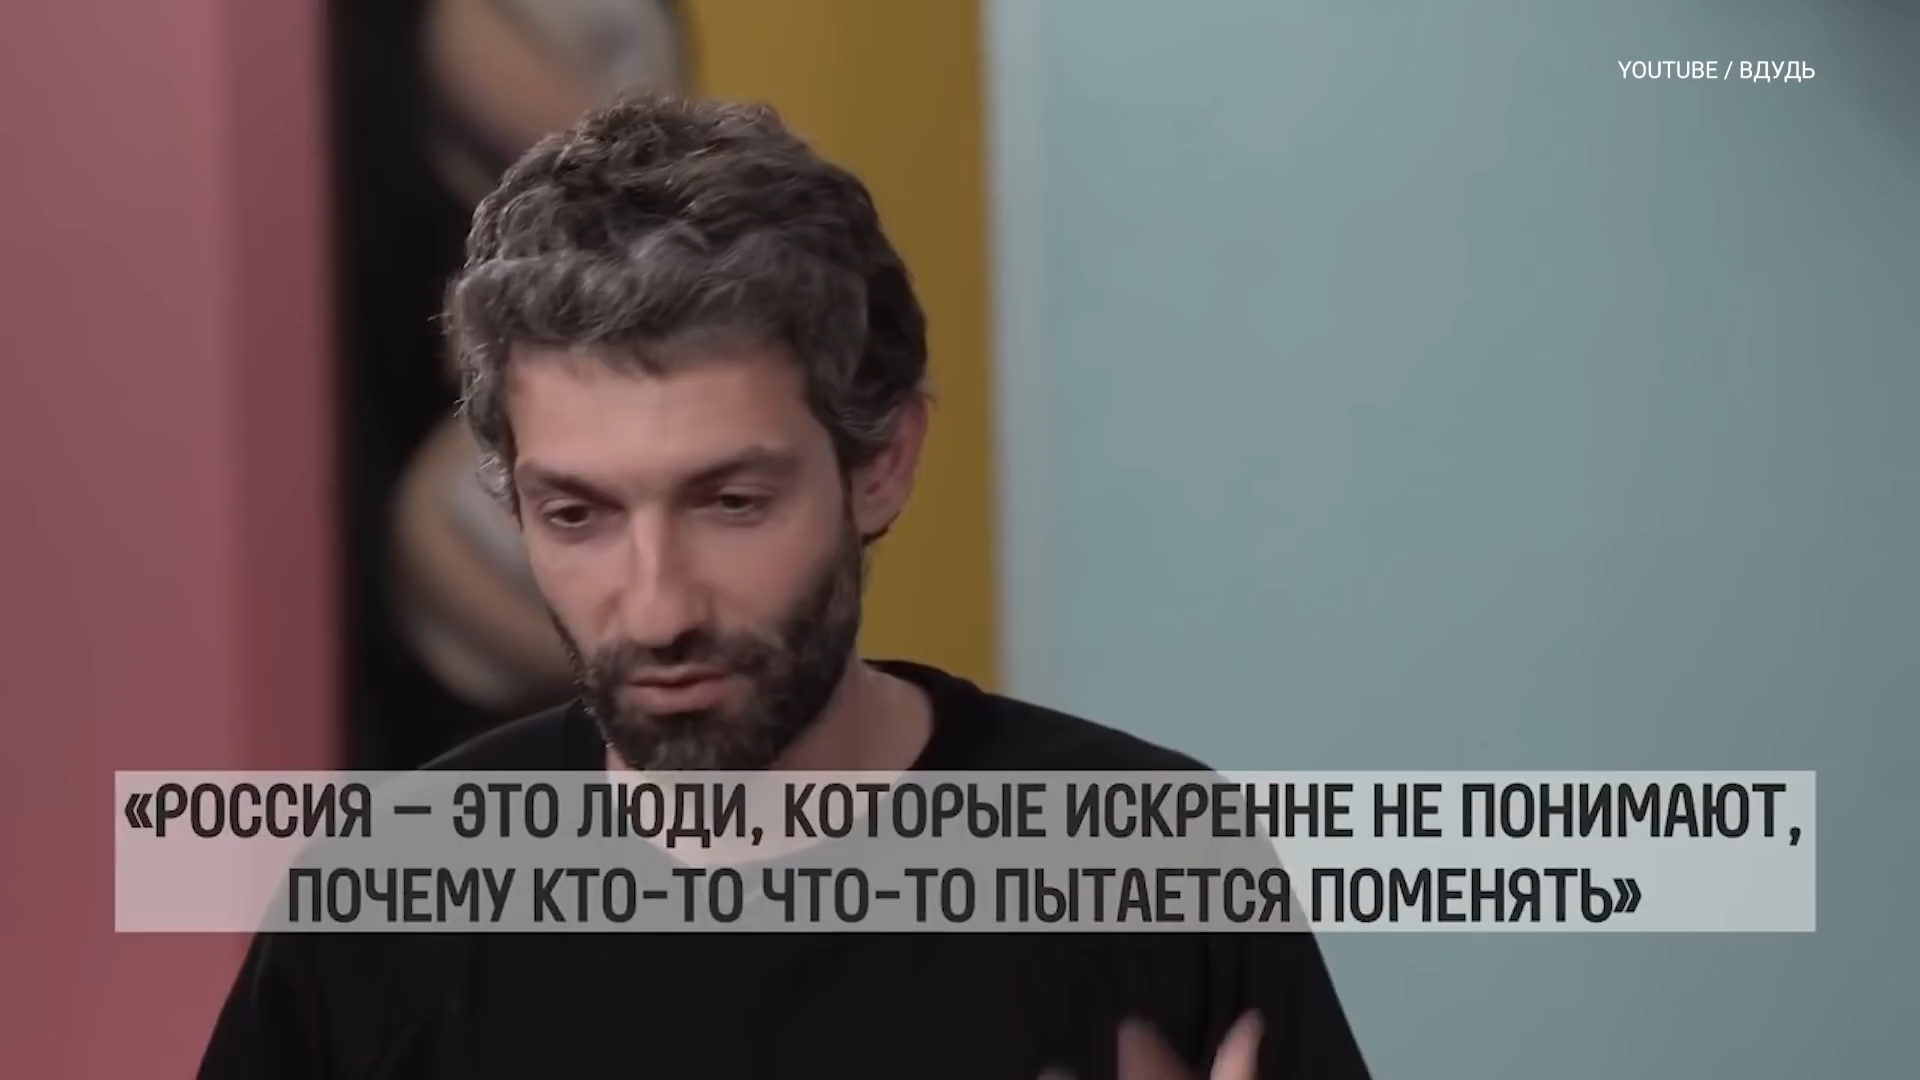 YOUTUBE / ВДУДЬ
«РОССИЯ – ЭТО ЛЮДИ, КОТОРЫЕ ИСКРЕННЕ НЕ ПОНИМАЮТ,
ПОЧЕМУ КТО-ТО ЧТО-ТО ПЫТАЕТСЯ ПОМЕНЯТЬ»